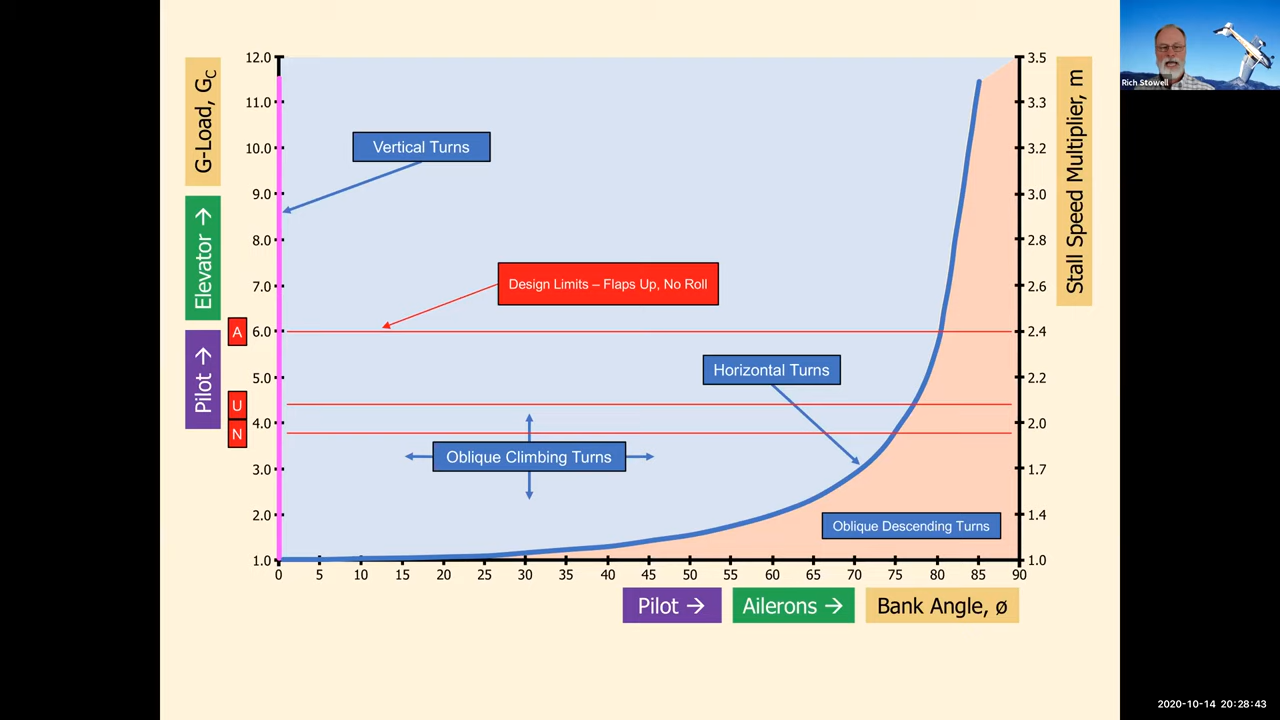 12.0
11.0
10.0
9.0
8.0
7.0
6.0
5.0
4.0
3.0
2.0
1.0
G-Load, GC
Elevator →
Pilot →
A
U
N
Vertical Turns
Design Limits – Flaps Up, No Roll
Horizontal Turns
Oblique Climbing Turns
Oblique Descending Turns
3.5
3.3
3.2
3.0
2.8
2.6
2.4
2.2
2.0
1.7
1.4
1.0
Stall Speed Multiplier, m
0 5 10 15 20 25 30 35 40 45 50 55 60 65 70 75 80 85 90
Pilot → Ailerons → Bank Angle, ø
Rich Stowell
2020-10-14 20:28:43